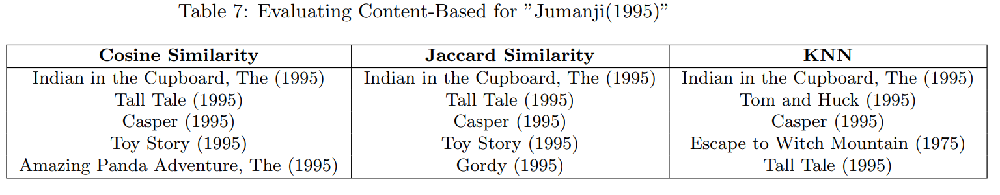 Table 7: Evaluating Content-Based for ”Jumanji(1995)”
Cosine Similarity Jaccard Similarity KNN
Indian in the Cupboard, The (1995) Indian in the Cupboard, The (1995) Indian in the Cupboard, The (1995)
Tall Tale (1995) Tall Tale (1995) Tom and Huck (1995)
Casper (1995) Casper (1995) Casper (1995)
Toy Story (1995) Toy Story (1995) Escape to Witch Mountain (1975)
Amazing Panda Adventure, The (1995) Gordy (1995) Tall Tale (1995)